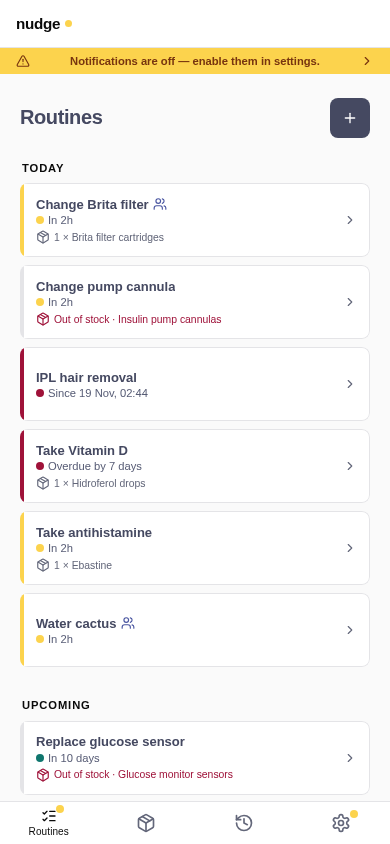 nudge
Notifications are off — enable them in settings.
Routines
TODAY
Change Brita filter
In 2h
1 × Brita filter cartridges
Change pump cannula
In 2h
Out of stock · Insulin pump cannulas
IPL hair removal
Since 19 Nov, 02:44
Take Vitamin D
Overdue by 7 days
1 × Hidroferol drops
Take antihistamine
In 2h
1 × Ebastine
Water cactus
In 2h
UPCOMING
Replace glucose sensor
In 10 days
Out of stock · Glucose monitor sensors
Routines